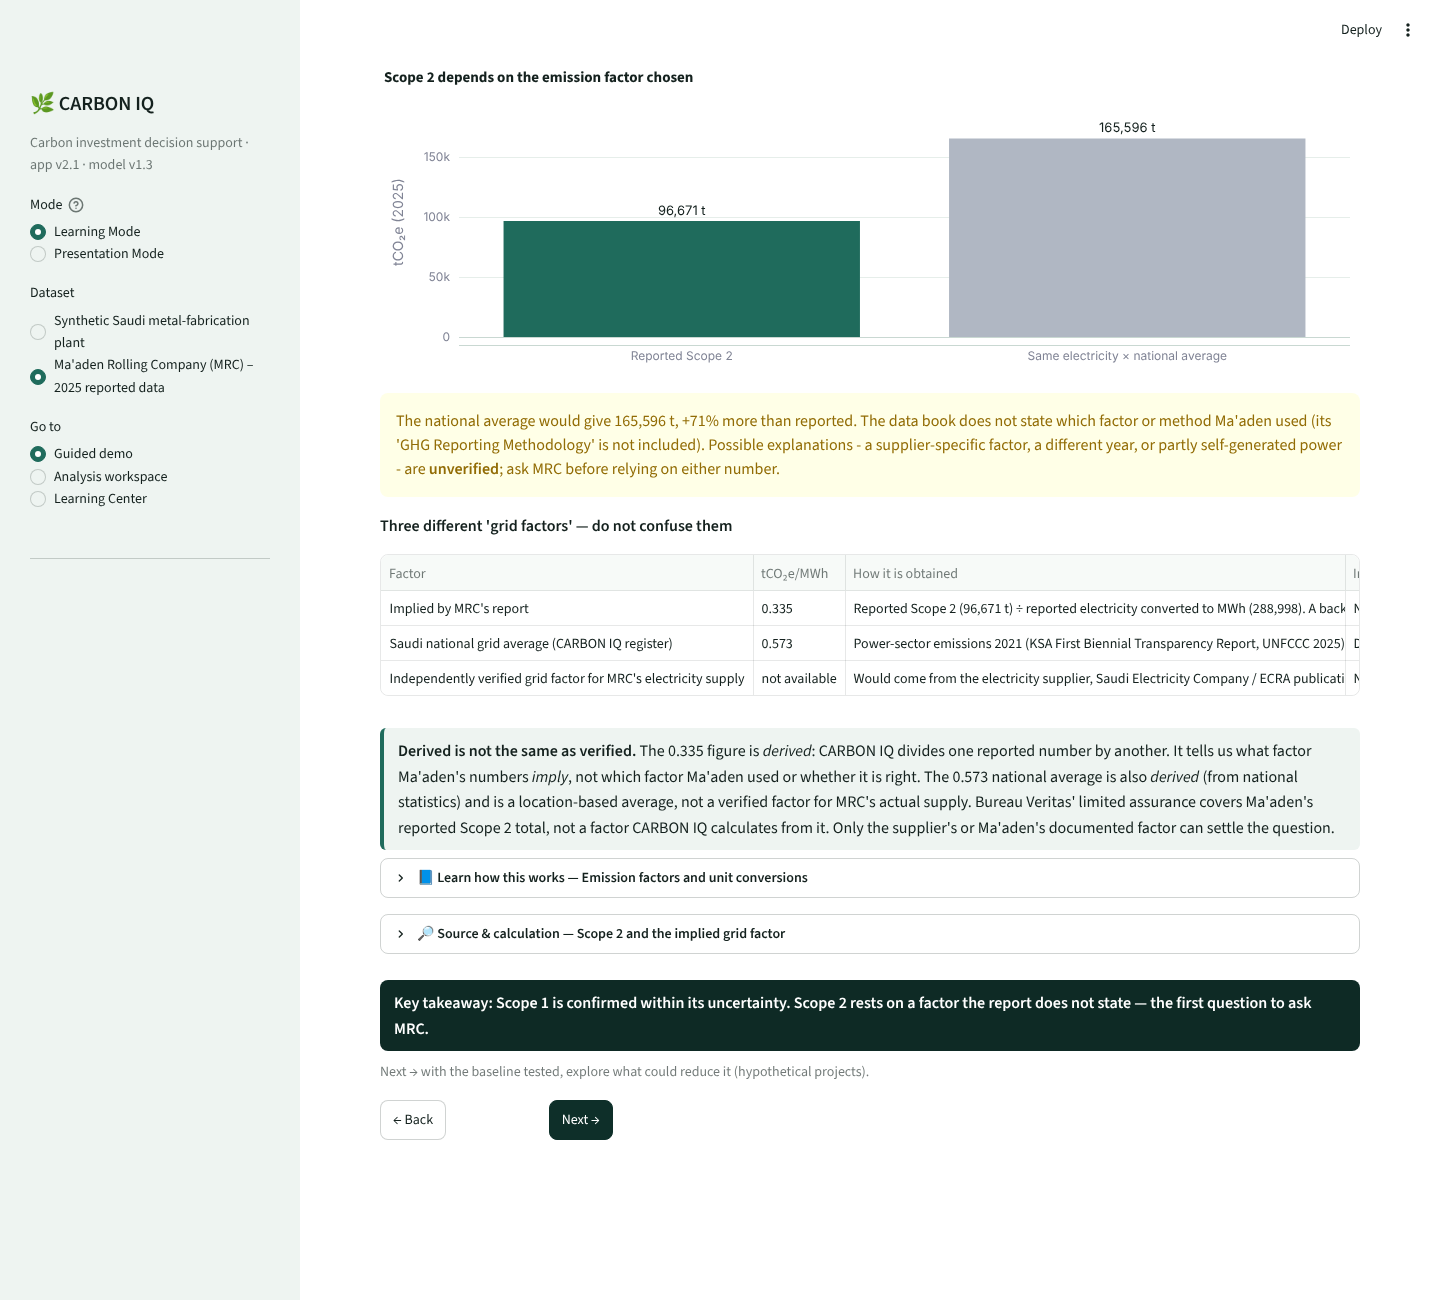 Deploy
🌿 CARBON IQ
Carbon investment decision support ·
app v2.1 · model v1.3
Mode
Learning Mode
Presentation Mode
Dataset
Synthetic Saudi metal-fabrication
plant
Ma'aden Rolling Company (MRC) –
2025 reported data
Go to
Guided demo
Analysis workspace
Learning Center
Scope 2 depends on the emission factor chosen
tCO₂e (2025)
150k
100k
50k
0
96,671 t
165,596 t
Reported Scope 2
Same electricity × national average
The national average would give 165,596 t, +71% more than reported. The data book does not state which factor or method Ma'aden used (its
'GHG Reporting Methodology' is not included). Possible explanations - a supplier-specific factor, a different year, or partly self-generated power
- are unverified; ask MRC before relying on either number.
Three different 'grid factors' — do not confuse them
Factor tCO₂e/MWh How it is obtained
Implied by MRC's report 0.335 Reported Scope 2 (96,671 t) ÷ reported electricity converted to MWh (288,998). A back
Saudi national grid average (CARBON IQ register) 0.573 Power-sector emissions 2021 (KSA First Biennial Transparency Report, UNFCCC 2025)
Independently verified grid factor for MRC's electricity supply not available Would come from the electricity supplier, Saudi Electricity Company / ECRA publicati
Derived is not the same as verified. The 0.335 figure is derived: CARBON IQ divides one reported number by another. It tells us what factor
Ma'aden's numbers imply, not which factor Ma'aden used or whether it is right. The 0.573 national average is also derived (from national
statistics) and is a location-based average, not a verified factor for MRC's actual supply. Bureau Veritas' limited assurance covers Ma'aden's
reported Scope 2 total, not a factor CARBON IQ calculates from it. Only the supplier's or Ma'aden's documented factor can settle the question.
📘 Learn how this works — Emission factors and unit conversions
🔎 Source & calculation — Scope 2 and the implied grid factor
Key takeaway: Scope 1 is confirmed within its uncertainty. Scope 2 rests on a factor the report does not state — the first question to ask
MRC.
Next → with the baseline tested, explore what could reduce it (hypothetical projects).
← Back
Next →